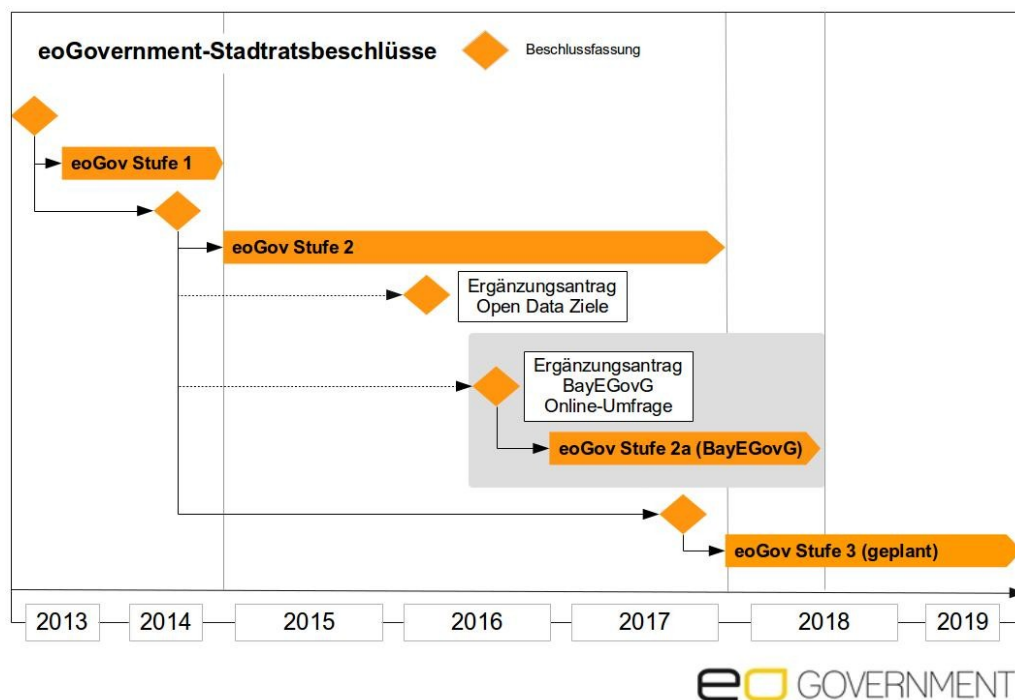 eoGovernment-Stadtratsbeschlüsse
Beschlussfassung
eoGov Stufe 1
eoGov Stufe 2
Ergänzungsantrag
Open Data Ziele
Ergänzungsantrag
BayEGovG
Online-Umfrage
eoGov Stufe 2a (BayEGovG)
eoGov Stufe 3 (geplant)
2013 2014 2015 2016 2017 2018 2019
eo GOVERNMENT